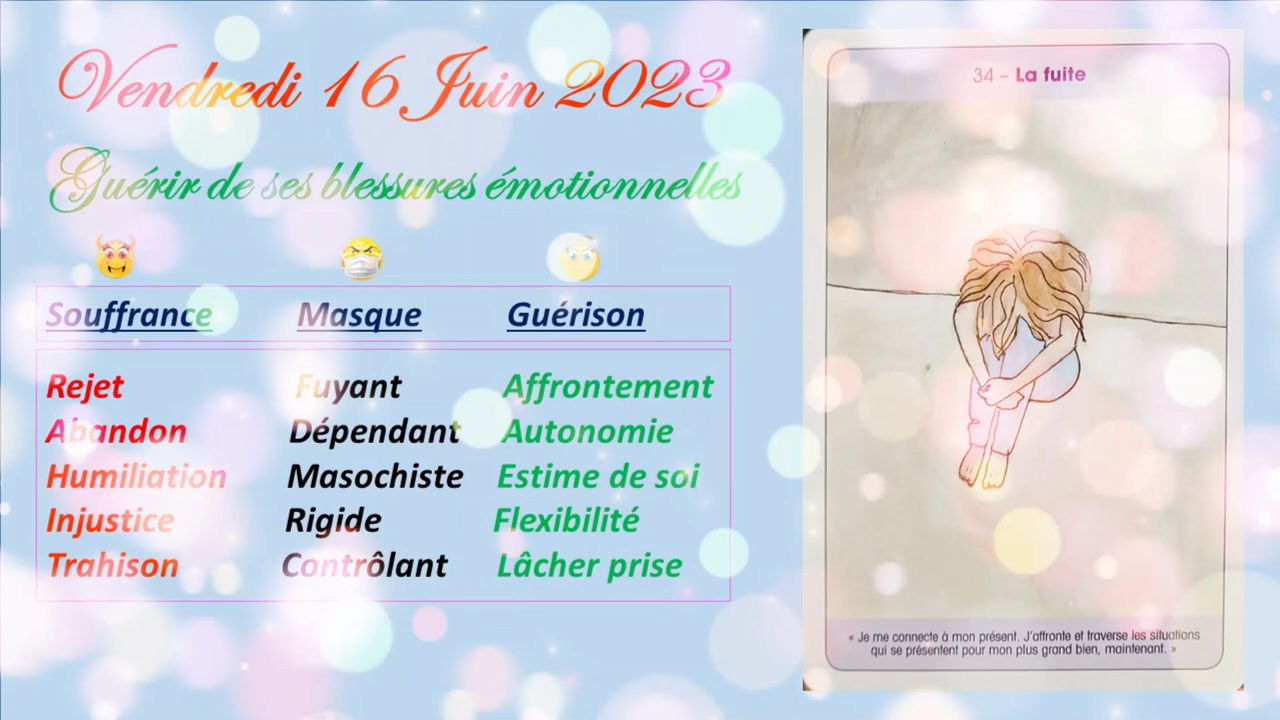 Vendredi 16 Juin 2023
Guérir de ses blessures émotionnelles
Souffrance Masque Guérison
Rejet Fuyant Affrontement
Abandon Dépendant Autonomie
Humiliation Masochiste Estime de soi
Injustice Rigide Flexibilité
Trahison Contrôlant Lâcher prise
34 – La fuite
« Je me connecte à mon présent. J'affronte et traverse les situations
qui se présentent pour mon plus grand bien, maintenant. »